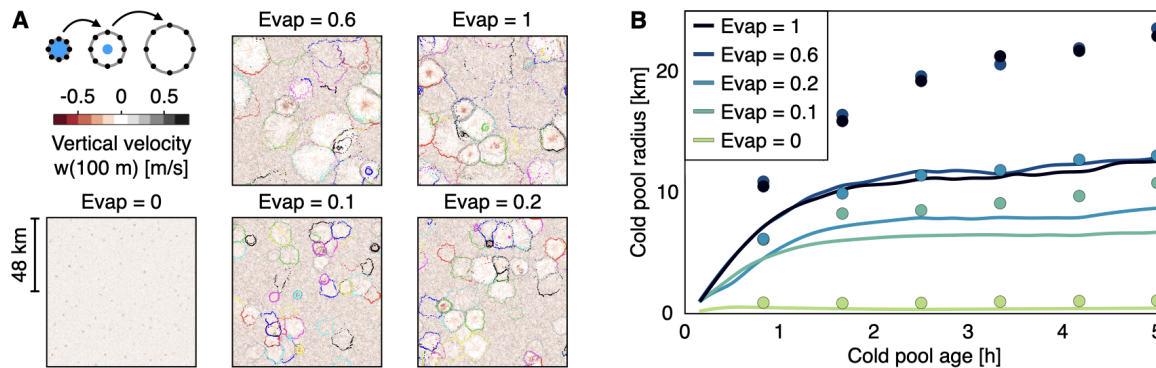 A
Evap = 0.6
Evap = 1
-0.5 0 0.5
Vertical velocity
w(100 m) [m/s]
Evap = 0
Evap = 0.1
Evap = 0.2
48 km
B
Evap = 1
Evap = 0.6
Evap = 0.2
Evap = 0.1
Evap = 0
Cold pool radius [km]
20
10
0
0 1 2 3 4 5
Cold pool age [h]